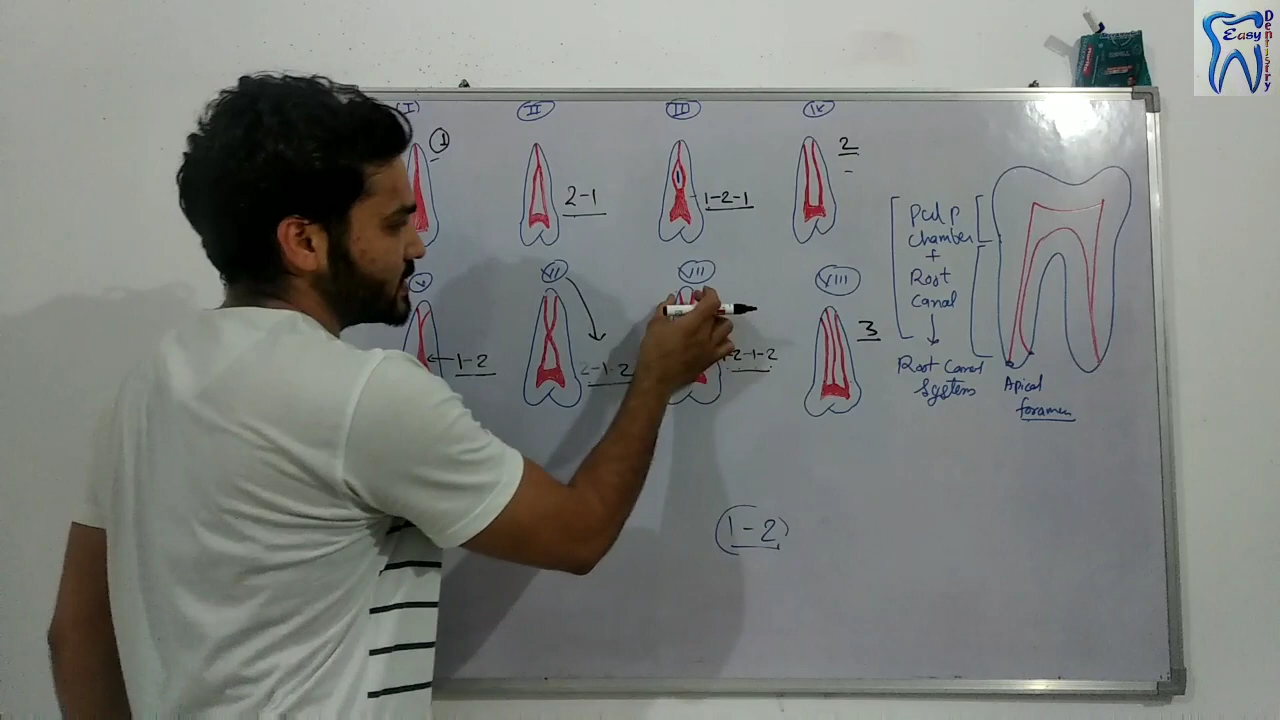 Easy
Dentistry
I
II
III
IV
1
2-1
1-2-1
2
V
VI
VII
VIII
1-2
2-1-2
1-2-1-2
3
Pulp
chamber
+
Root
Canal
Root Canal
System
Apical
foramen
(1-2)